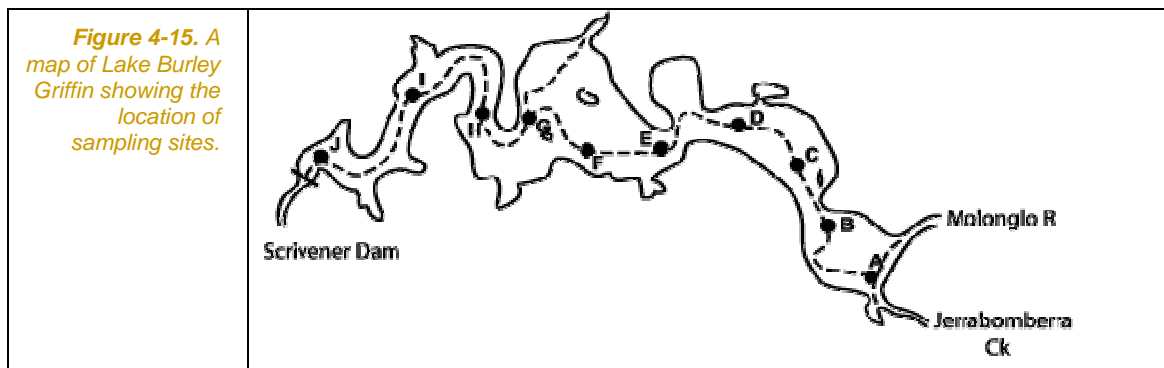 Figure 4-15. A
map of Lake Burley
Griffin showing the
location of
sampling sites.
I
D
H
G
J
E
F
C
B
Molonglo R
Scrivener Dam
A
Jerrabomberra
Ck